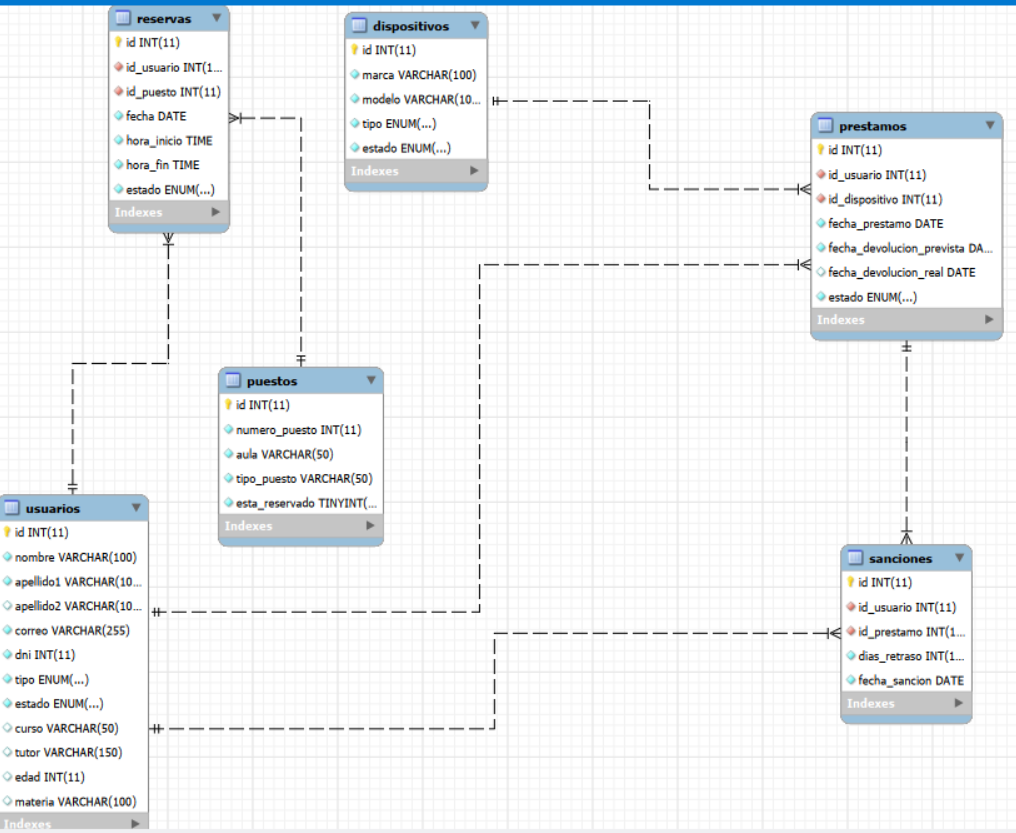 reservas
id INT(11)
id_usuario INT(1...
id_puesto INT(11)
fecha DATE
hora_inicio TIME
hora_fin TIME
estado ENUM(...)
Indexes
dispositivos
id INT(11)
marca VARCHAR(100)
modelo VARCHAR(10...
tipo ENUM(...)
estado ENUM(...)
Indexes
prestamos
id INT(11)
id_usuario INT(11)
id_dispositivo INT(11)
fecha_prestamo DATE
fecha_devolucion_prevista DA...
fecha_devolucion_real DATE
estado ENUM(...)
Indexes
puestos
id INT(11)
numero_puesto INT(11)
aula VARCHAR(50)
tipo_puesto VARCHAR(50)
esta_reservado TINYINT(...
Indexes
usuarios
id INT(11)
nombre VARCHAR(100)
apellido1 VARCHAR(10...
apellido2 VARCHAR(10...
correo VARCHAR(255)
dni INT(11)
tipo ENUM(...)
estado ENUM(...)
curso VARCHAR(50)
tutor VARCHAR(150)
edad INT(11)
materia VARCHAR(100)
Indexes
sanciones
id INT(11)
id_usuario INT(11)
id_prestamo INT(1...
dias_retraso INT(1...
fecha_sancion DATE
Indexes